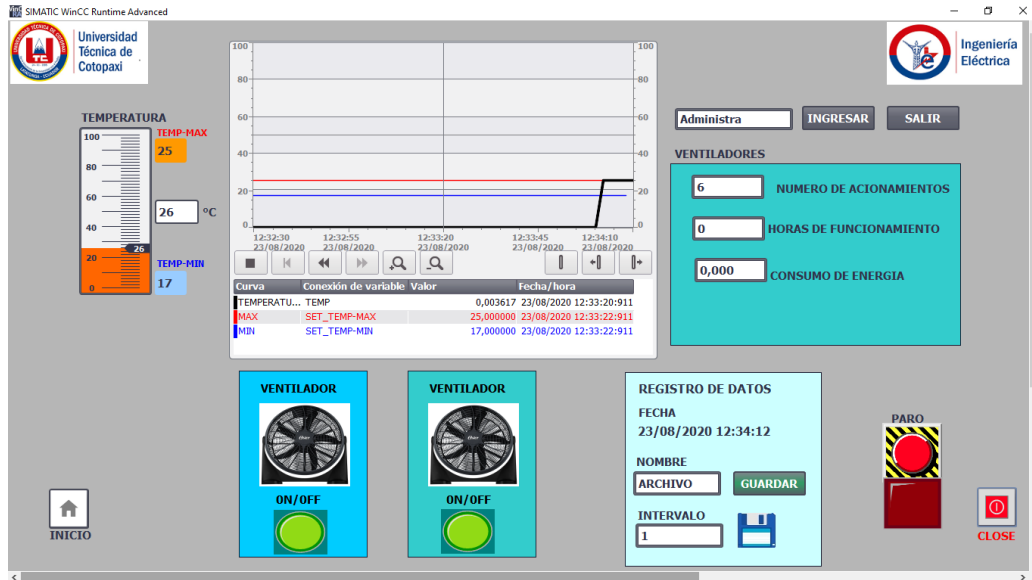 SIMATIC WinCC Runtime Advanced
Universidad
Técnica de
Cotopaxi
Ingeniería
Eléctrica
TEMPERATURA
100
80
60
40
20
0
26
TEMP-MAX
25
26 °C
TEMP-MIN
17
100
80
60
40
20
0
100
80
60
40
20
0
12:32:30 12:32:55 12:33:20 12:33:45 12:34:10
23/08/2020 23/08/2020 23/08/2020 23/08/2020 23/08/2020
Curva Conexión de variable Valor Fecha/hora
TEMPERATU... TEMP 0,003617 23/08/2020 12:33:20:911
MAX SET_TEMP-MAX 25,000000 23/08/2020 12:33:22:911
MIN SET_TEMP-MIN 17,000000 23/08/2020 12:33:22:911
Administra INGRESAR SALIR
VENTILADORES
6 NUMERO DE ACIONAMIENTOS
0 HORAS DE FUNCIONAMIENTO
0,000 CONSUMO DE ENERGIA
VENTILADOR
ON/OFF
VENTILADOR
ON/OFF
REGISTRO DE DATOS
FECHA
23/08/2020 12:34:12
NOMBRE
ARCHIVO GUARDAR
INTERVALO
1
PARO
INICIO
CLOSE